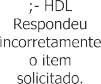 ;- HDL
Respondeu
incorretamente
o item
solicitado.